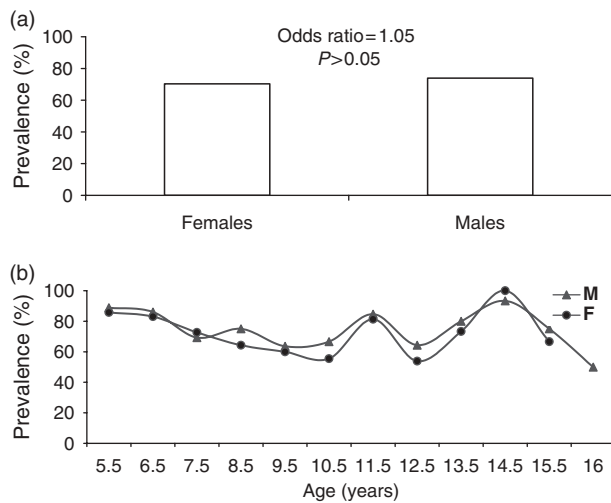 (a)
100
80
60
40
20
0
Prevalence (%)
Odds ratio=1.05
P>0.05
Females Males
(b)
100
80
60
40
20
0
Prevalence (%)
M
F
5.5 6.5 7.5 8.5 9.5 10.5 11.5 12.5 13.5 14.5 15.5 16
Age (years)